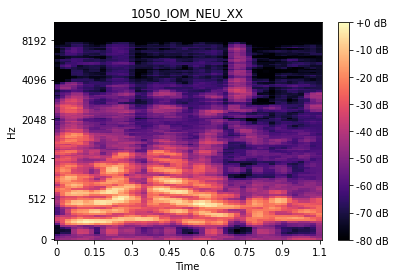 1050_IOM_NEU_XX
Hz
8192
4096
2048
1024
512
0
0 0.15 0.3 0.45 0.6 0.75 0.9 1.1
Time
+0 dB
-10 dB
-20 dB
-30 dB
-40 dB
-50 dB
-60 dB
-70 dB
-80 dB